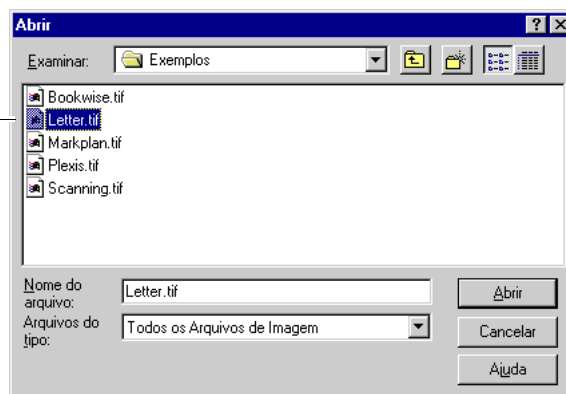 Abrir
Examinar: Exemplos
Bookwise.tif
Letter.tif
Markplan.tif
Plexis.tif
Scanning.tif
Nome do arquivo: Letter.tif
Abrir
Arquivos do tipo: Todos os Arquivos de Imagem
Cancelar
Ajuda